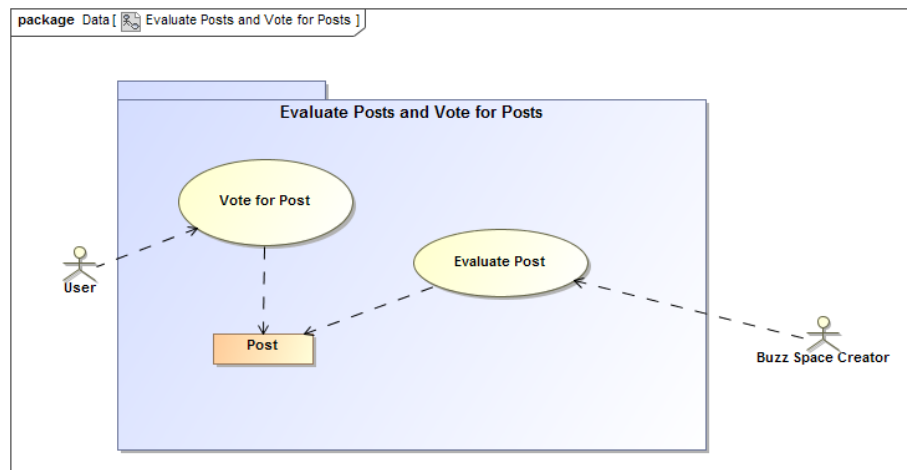 package Data [ Evaluate Posts and Vote for Posts ]
Evaluate Posts and Vote for Posts
Vote for Post
Evaluate Post
User
Post
Buzz Space Creator